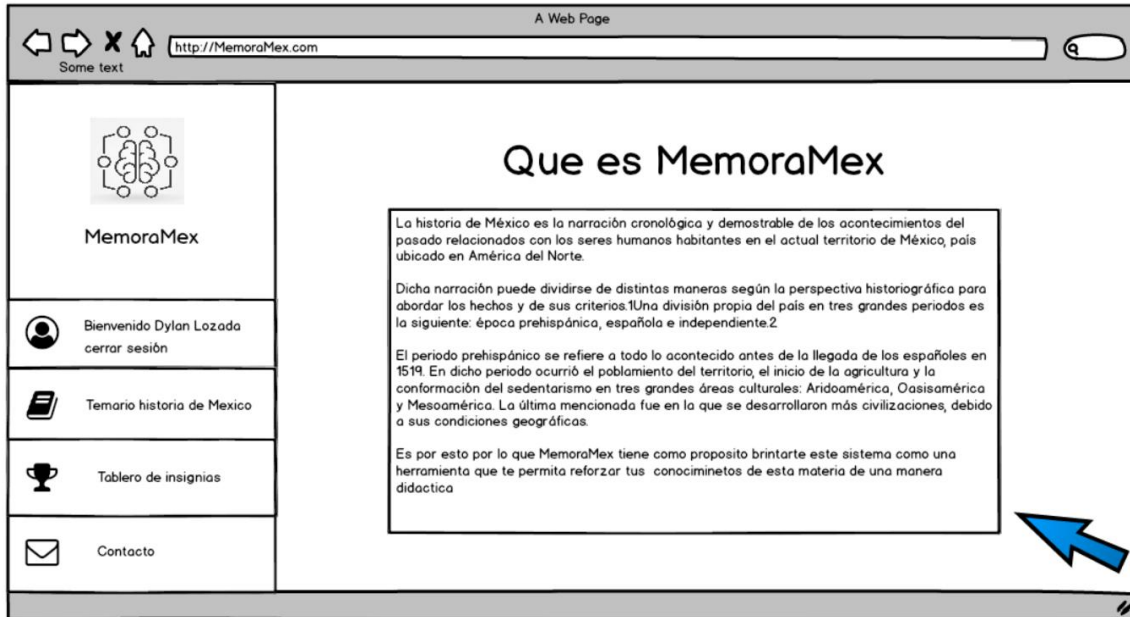 A Web Page
http://MemoraMex.com
Some text
MemoraMex
Bienvenido Dylan Lozada
cerrar sesión
Temario historia de Mexico
Tablero de insignias
Contacto
Que es MemoraMex
La historia de México es la narración cronológica y demostrable de los acontecimientos del
pasado relacionados con los seres humanos habitantes en el actual territorio de México, país
ubicado en América del Norte.
Dicha narración puede dividirse de distintas maneras según la perspectiva historiográfica para
abordar los hechos y de sus criterios.1Una división propia del país en tres grandes periodos es
la siguiente: época prehispánica, española e independiente.2
El periodo prehispánico se refiere a todo lo acontecido antes de la llegada de los españoles en
1519. En dicho periodo ocurrió el poblamiento del territorio, el inicio de la agricultura y la
conformación del sedentarismo en tres grandes áreas culturales: Aridoamérica, Oasisamérica
y Mesoamérica. La última mencionada fue en la que se desarrollaron más civilizaciones, debido
a sus condiciones geográficas.
Es por esto por lo que MemoraMex tiene como proposito brintarte este sistema como una
herramienta que te permita reforzar tus conociminetos de esta materia de una manera
didactica